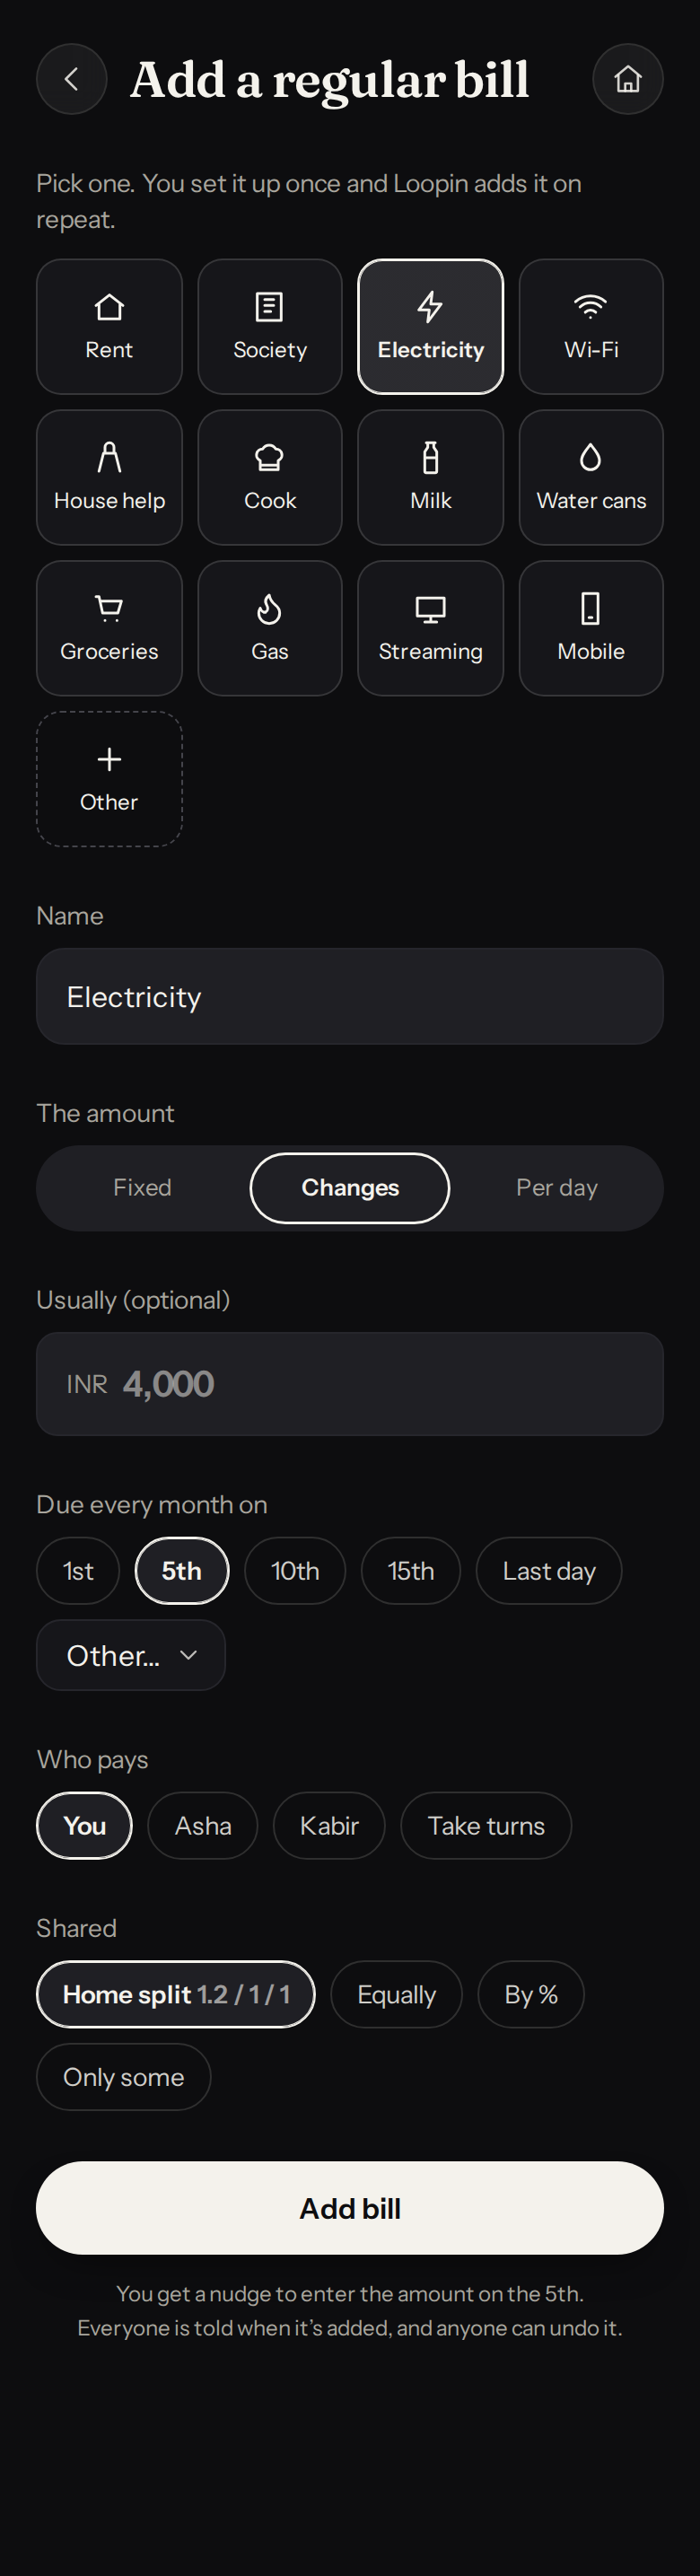 Add a regular bill
Pick one. You set it up once and Loopin adds it on
repeat.
Rent
Society
Electricity
Wi-Fi
House help
Cook
Milk
Water cans
Groceries
Gas
Streaming
Mobile
Other
Name
Electricity
The amount
Fixed
Changes
Per day
Usually (optional)
INR 4,000
Due every month on
1st
5th
10th
15th
Last day
Other...
Who pays
You
Asha
Kabir
Take turns
Shared
Home split 1.2 / 1 / 1
Equally
By %
Only some
Add bill
You get a nudge to enter the amount on the 5th.
Everyone is told when it’s added, and anyone can undo it.